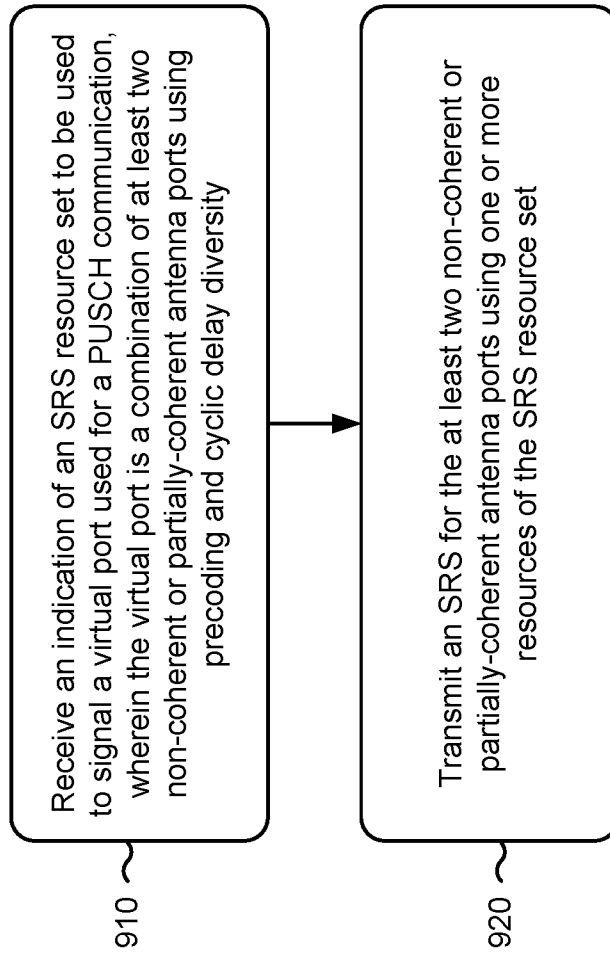 910
Receive an indication of an SRS resource set to be used
to signal a virtual port used for a PUSCH communication,
wherein the virtual port is a combination of at least two
non-coherent or partially-coherent antenna ports using
precoding and cyclic delay diversity
920
Transmit an SRS for the at least two non-coherent or
partially-coherent antenna ports using one or more
resources of the SRS resource set